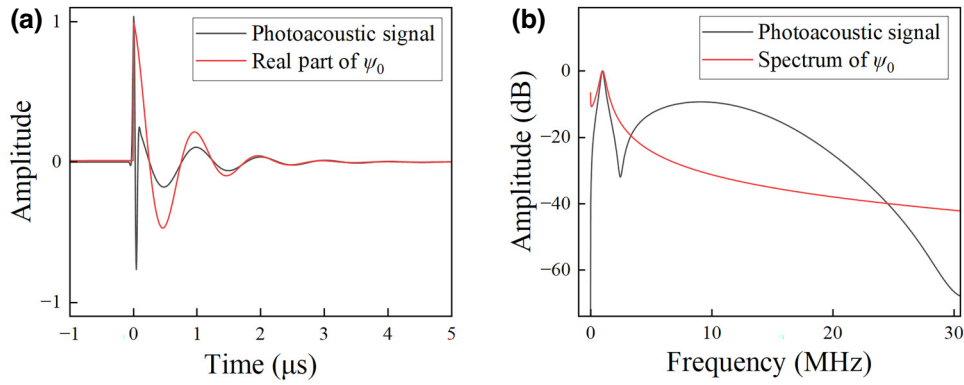 (a)
Photoacoustic signal
Real part of ψ₀
Amplitude
1
0
−1
−1 0 1 2 3 4 5
Time (μs)
(b)
Photoacoustic signal
Spectrum of ψ₀
Amplitude (dB)
0
−20
−40
−60
0 10 20 30
Frequency (MHz)